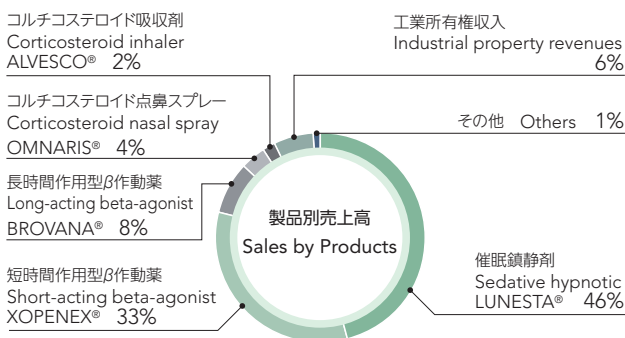 コルチコステロイド吸収剤
Corticosteroid inhaler
ALVESCO® 2%
コルチコステロイド点鼻スプレー
Corticosteroid nasal spray
OMNARIS® 4%
長時間作用型β作動薬
Long-acting beta-agonist
BROVANA® 8%
短時間作用型β作動薬
Short-acting beta-agonist
XOPENEX® 33%
工業所有権収入
Industrial property revenues
6%
その他 Others 1%
製品別売上高
Sales by Products
催眠鎮静剤
Sedative hypnotic
LUNESTA® 46%